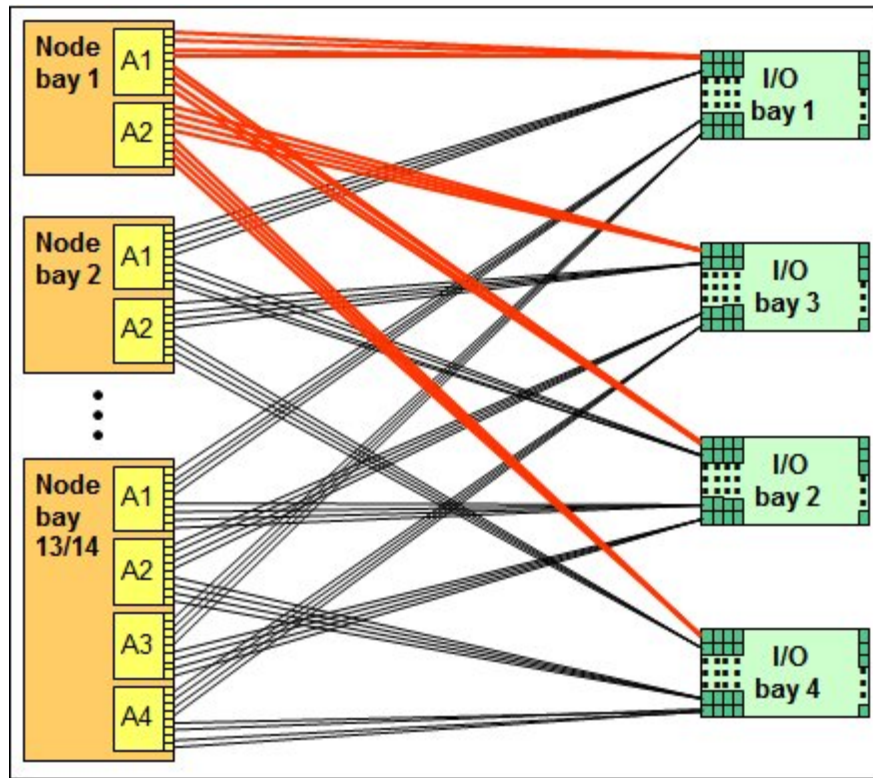 Node
bay 1
A1
A2
Node
bay 2
A1
A2
Node
bay
13/14
A1
A2
A3
A4
I/O
bay 1
I/O
bay 3
I/O
bay 2
I/O
bay 4